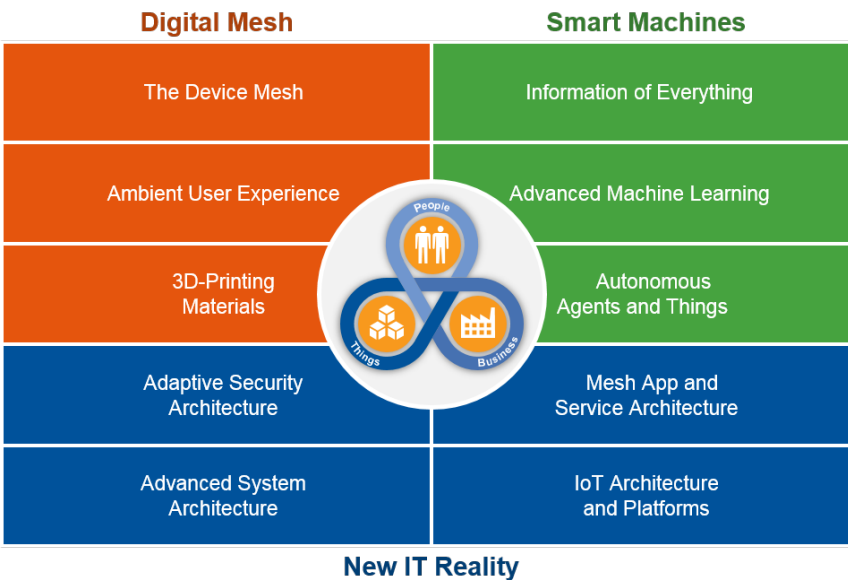 Digital Mesh
Smart Machines
The Device Mesh
Information of Everything
Ambient User Experience
Advanced Machine Learning
3D-Printing
Materials
Autonomous
Agents and Things
People
Things
Business
Adaptive Security
Architecture
Mesh App and
Service Architecture
Advanced System
Architecture
IoT Architecture
and Platforms
New IT Reality